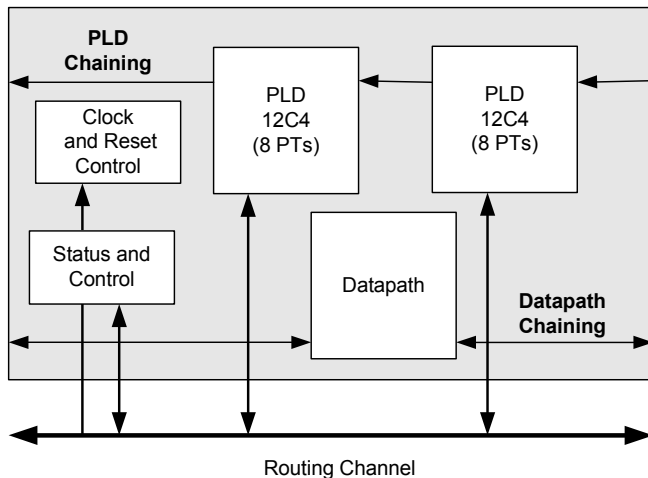 PLD
Chaining
PLD
12C4
(8 PTs)
PLD
12C4
(8 PTs)
Clock
and Reset
Control
Status and
Control
Datapath
Datapath
Chaining
Routing Channel